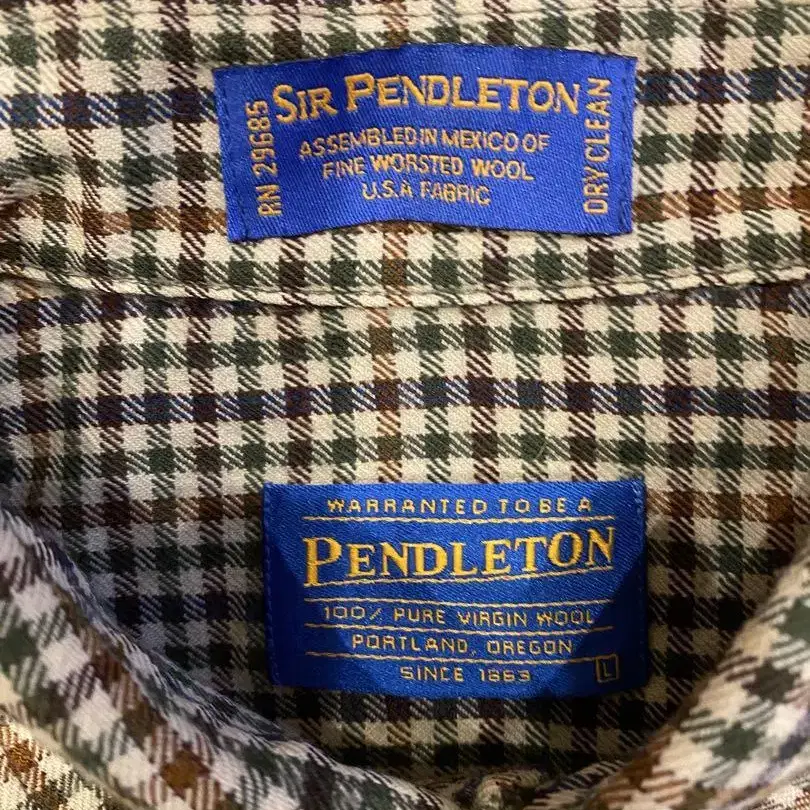 SIR PENDLETON
ASSEMBLED IN MEXICO OF
FINE WORSTED WOOL
U.S.A FABRIC
RN 29685
DRY CLEAN
WARRANTED TO BE A
PENDLETON
100% PURE VIRGIN WOOL
PORTLAND, OREGON
SINCE 1863
L